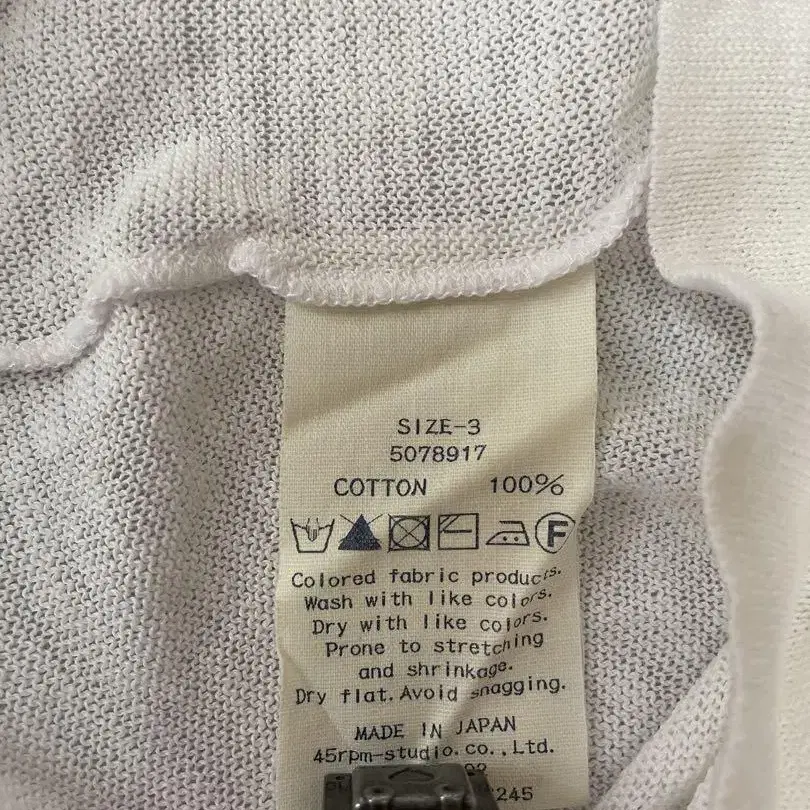 SIZE-3
5078917
COTTON 100%
F
Colored fabric products.
Wash with like colors.
Dry with like colors.
Prone to stretching
and shrinkage.
Dry flat. Avoid snagging.
MADE IN JAPAN
45rpm-studio.co.,Ltd.
245